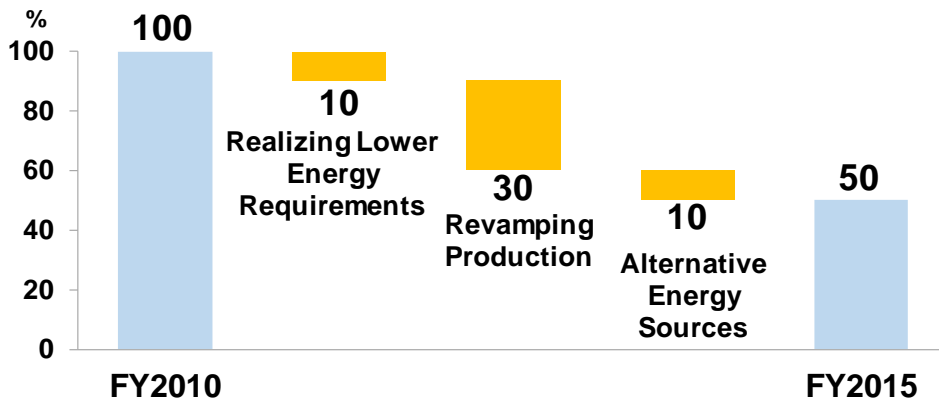 %
100
80
60
40
20
0
100
10
Realizing Lower
Energy
Requirements
30
Revamping
Production
10
Alternative
Energy
Sources
50
FY2010
FY2015